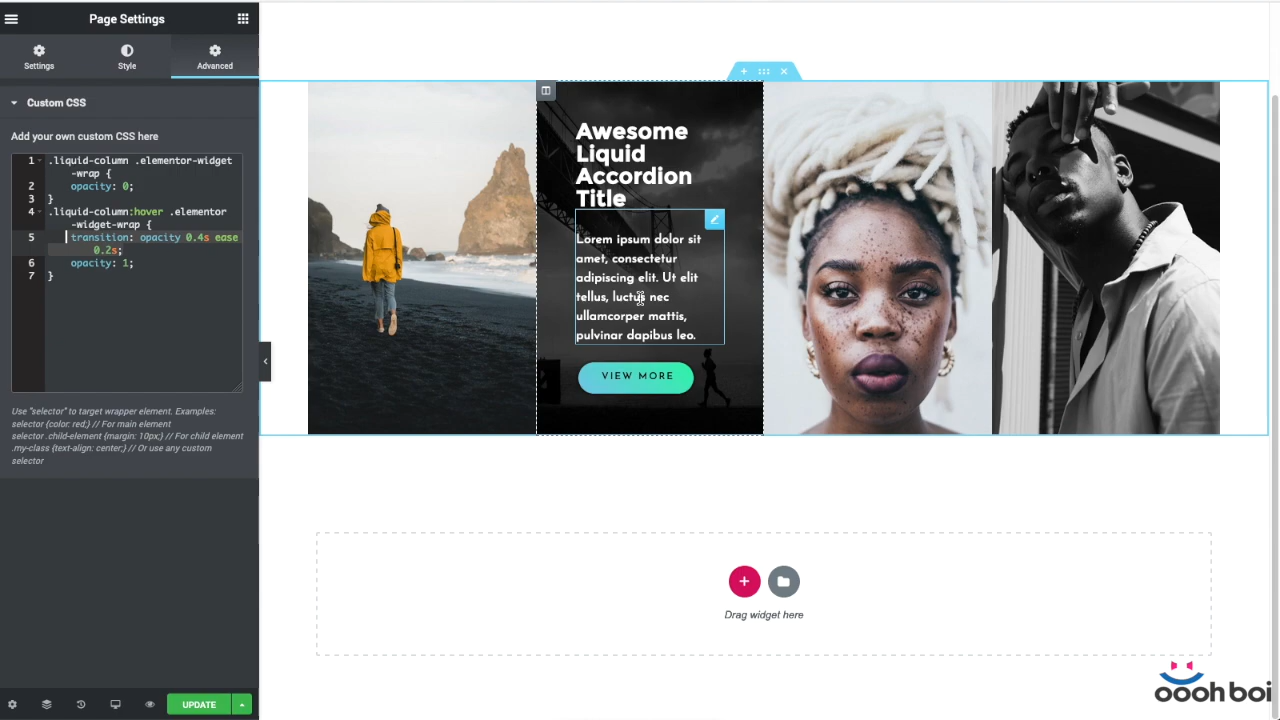 Page Settings
Settings
Style
Advanced
Custom CSS
Add your own custom CSS here
1 .liquid-column .elementor-widget
-wrap {
2 opacity: 0;
3 }
4 .liquid-column:hover .elementor
-widget-wrap {
5 transition: opacity 0.4s ease
0.2s;
6 opacity: 1;
7 }
Use "selector" to target wrapper element. Examples:
selector {color: red;} // For main element
selector .child-element {margin: 10px;} // For child element
.my-class {text-align: center;} // Or use any custom
selector
UPDATE
Awesome
Liquid
Accordion
Title
Lorem ipsum dolor sit
amet, consectetur
adipiscing elit. Ut elit
tellus, luctus nec
ullamcorper mattis,
pulvinar dapibus leo.
VIEW MORE
Drag widget here
oooh boi